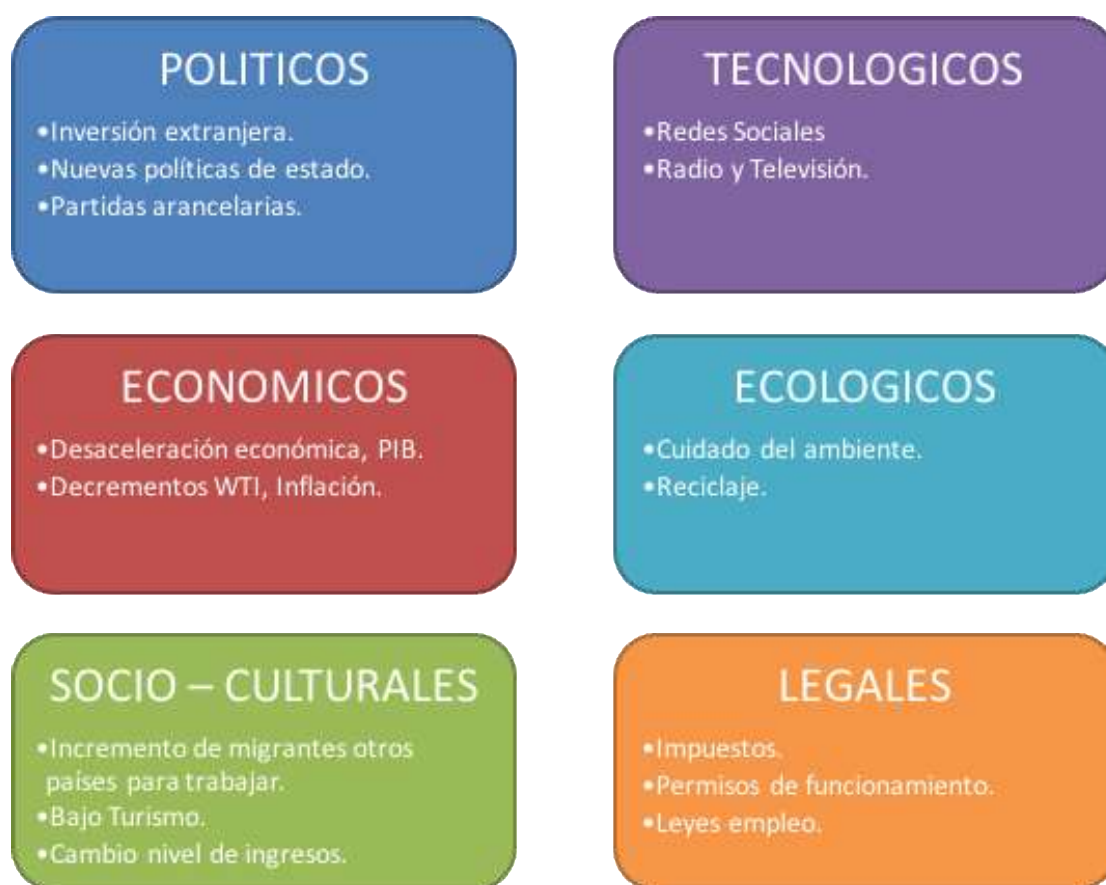 POLITICOS
•Inversión extranjera.
•Nuevas políticas de estado.
•Partidas arancelarias.
TECNOLOGICOS
•Redes Sociales
•Radio y Televisión.
ECONOMICOS
•Desaceleración económica, PIB.
•Decrementos WTI, Inflación.
ECOLOGICOS
•Cuidado del ambiente.
•Reciclaje.
SOCIO – CULTURALES
•Incremento de migrantes otros
países para trabajar.
•Bajo Turismo.
•Cambio nivel de ingresos.
LEGALES
•Impuestos.
•Permisos de funcionamiento.
•Leyes empleo.